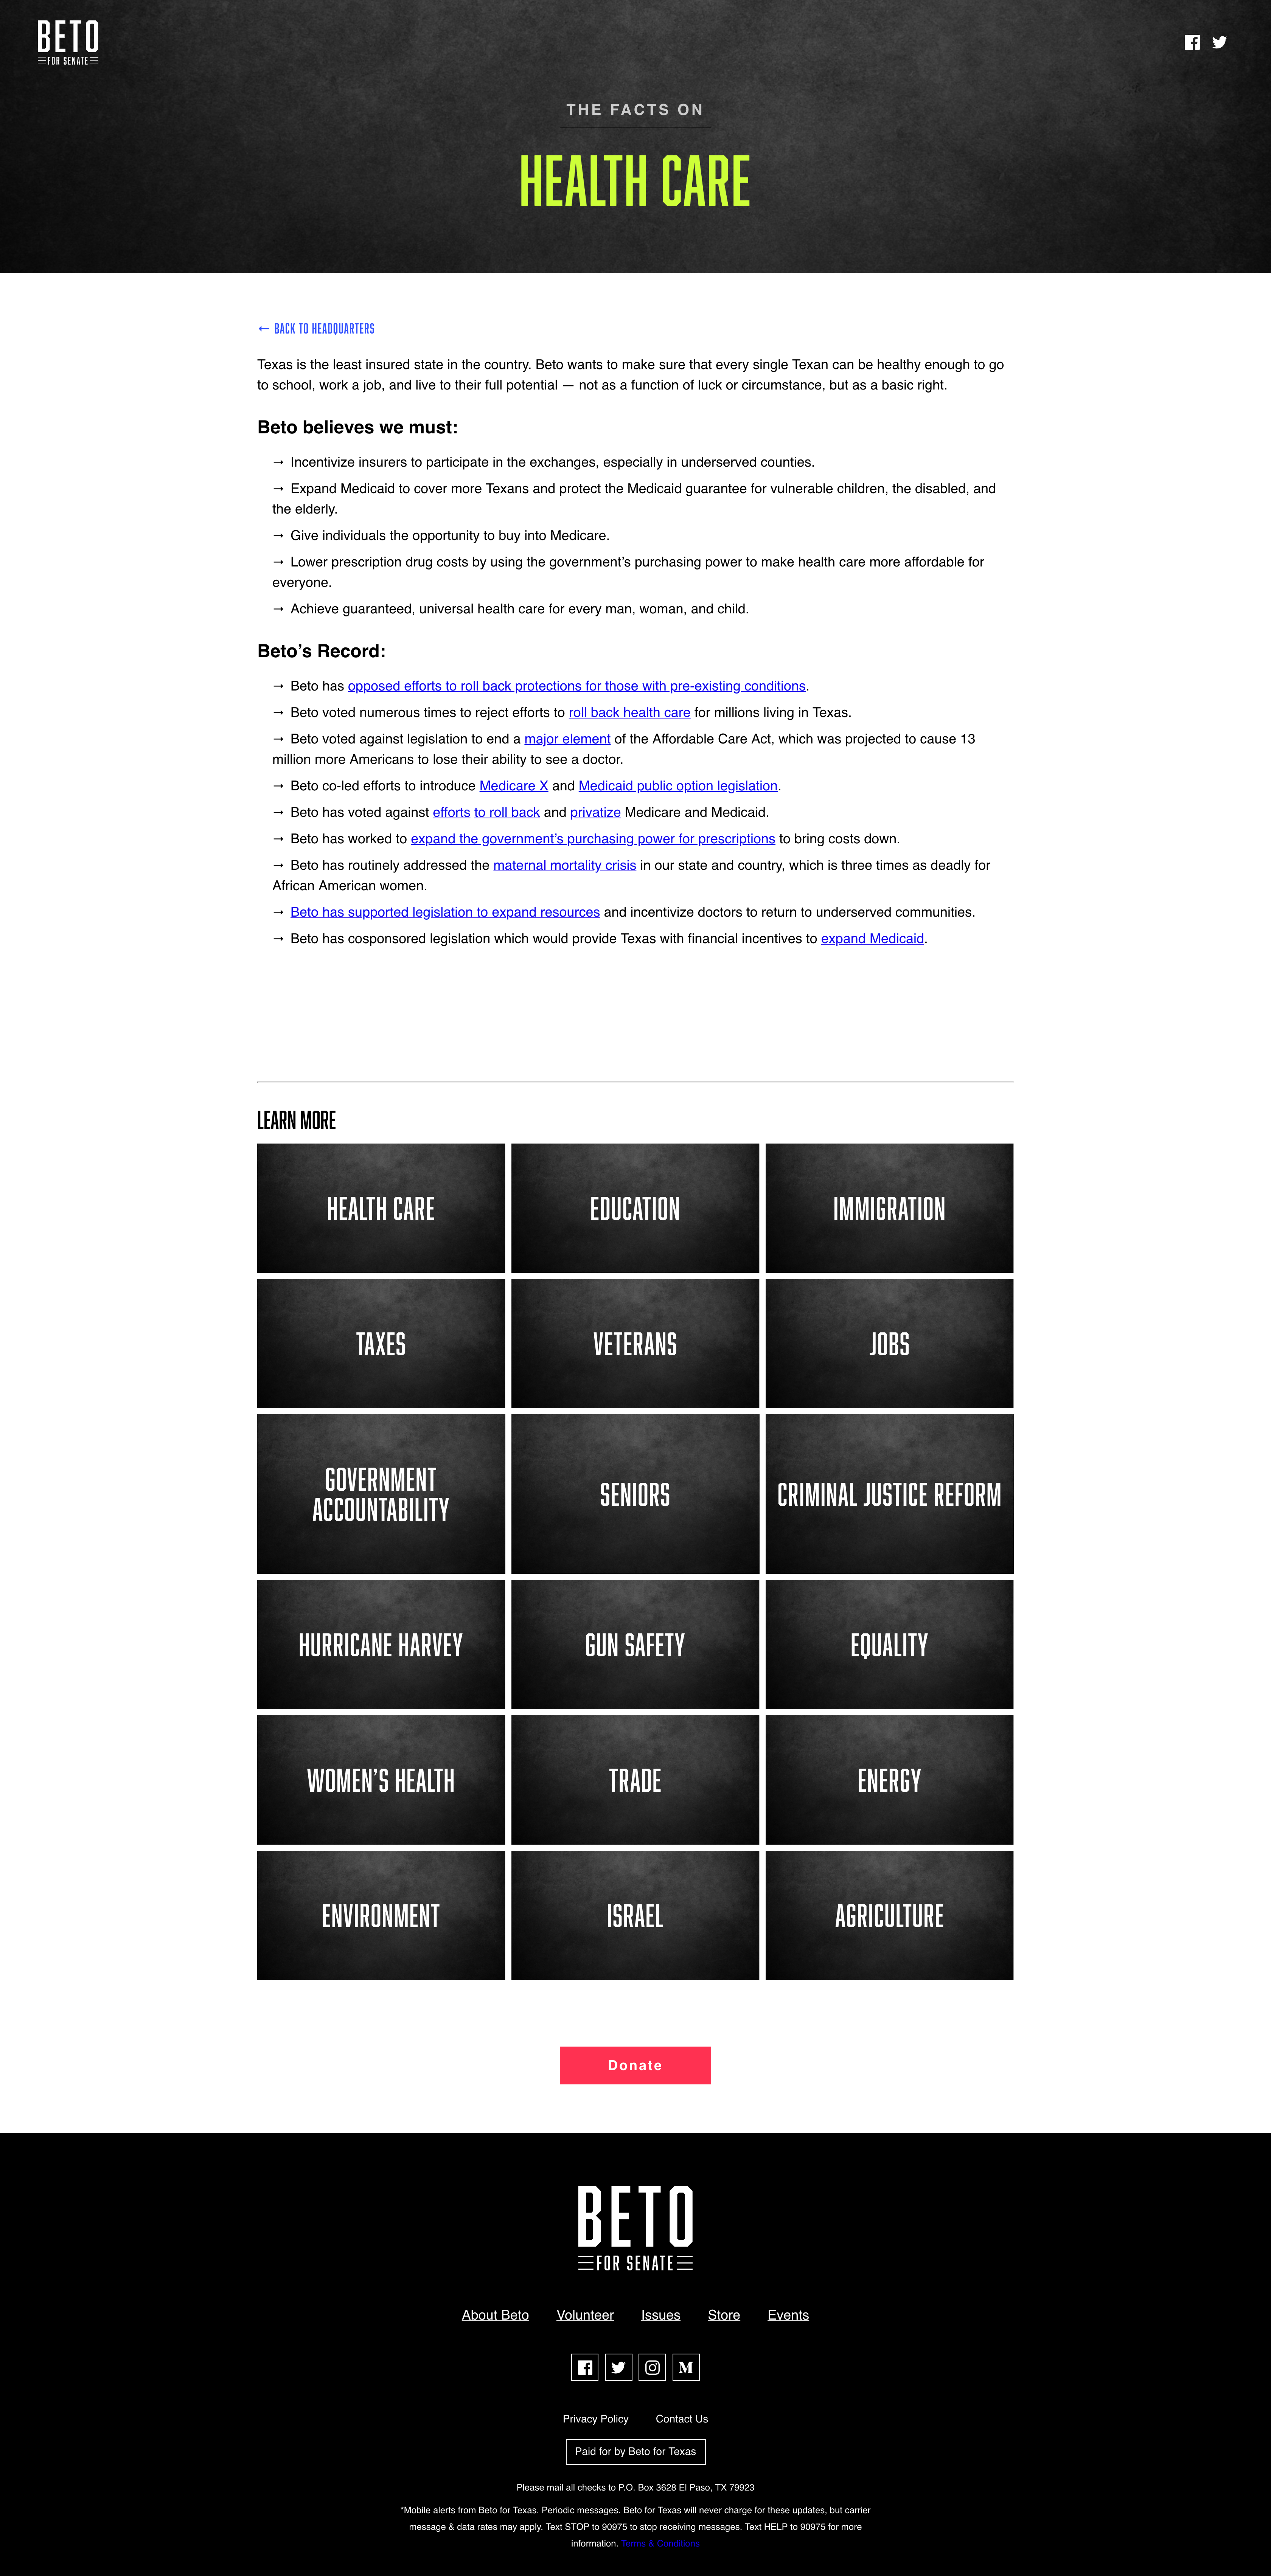 BETO
FOR SENATE
THE FACTS ON
HEALTH CARE
← BACK TO HEADQUARTERS
Texas is the least insured state in the country. Beto wants to make sure that every single Texan can be healthy enough to go
to school, work a job, and live to their full potential — not as a function of luck or circumstance, but as a basic right.
Beto believes we must:
→ Incentivize insurers to participate in the exchanges, especially in underserved counties.
→ Expand Medicaid to cover more Texans and protect the Medicaid guarantee for vulnerable children, the disabled, and
the elderly.
→ Give individuals the opportunity to buy into Medicare.
→ Lower prescription drug costs by using the government’s purchasing power to make health care more affordable for
everyone.
→ Achieve guaranteed, universal health care for every man, woman, and child.
Beto’s Record:
→ Beto has opposed efforts to roll back protections for those with pre-existing conditions.
→ Beto voted numerous times to reject efforts to roll back health care for millions living in Texas.
→ Beto voted against legislation to end a major element of the Affordable Care Act, which was projected to cause 13
million more Americans to lose their ability to see a doctor.
→ Beto co-led efforts to introduce Medicare X and Medicaid public option legislation.
→ Beto has voted against efforts to roll back and privatize Medicare and Medicaid.
→ Beto has worked to expand the government’s purchasing power for prescriptions to bring costs down.
→ Beto has routinely addressed the maternal mortality crisis in our state and country, which is three times as deadly for
African American women.
→ Beto has supported legislation to expand resources and incentivize doctors to return to underserved communities.
→ Beto has cosponsored legislation which would provide Texas with financial incentives to expand Medicaid.
LEARN MORE
HEALTH CARE
EDUCATION
IMMIGRATION
TAXES
VETERANS
JOBS
GOVERNMENT
ACCOUNTABILITY
SENIORS
CRIMINAL JUSTICE REFORM
HURRICANE HARVEY
GUN SAFETY
EQUALITY
WOMEN’S HEALTH
TRADE
ENERGY
ENVIRONMENT
ISRAEL
AGRICULTURE
Donate
BETO
FOR SENATE
About Beto Volunteer Issues Store Events
M
Privacy Policy Contact Us
Paid for by Beto for Texas
Please mail all checks to P.O. Box 3628 El Paso, TX 79923
*Mobile alerts from Beto for Texas. Periodic messages. Beto for Texas will never charge for these updates, but carrier
message & data rates may apply. Text STOP to 90975 to stop receiving messages. Text HELP to 90975 for more
information. Terms & Conditions